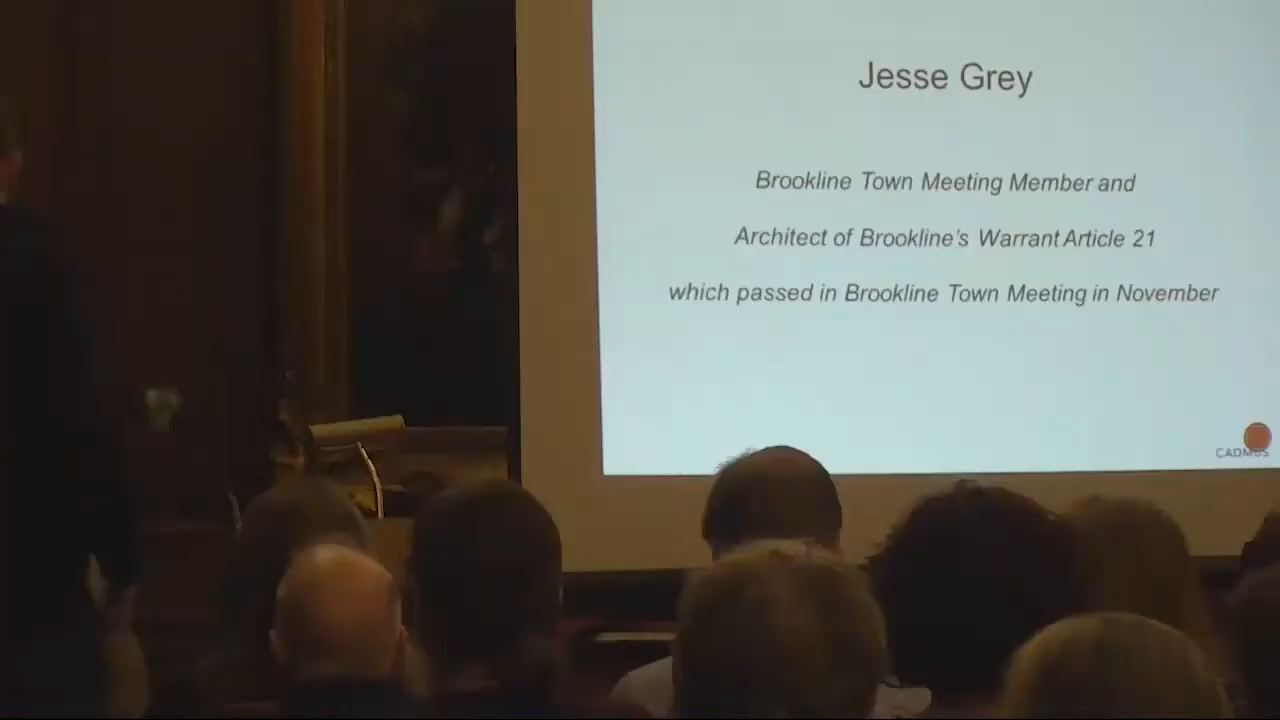 Jesse Grey
Brookline Town Meeting Member and
Architect of Brookline's Warrant Article 21
which passed in Brookline Town Meeting in November
CADMUS